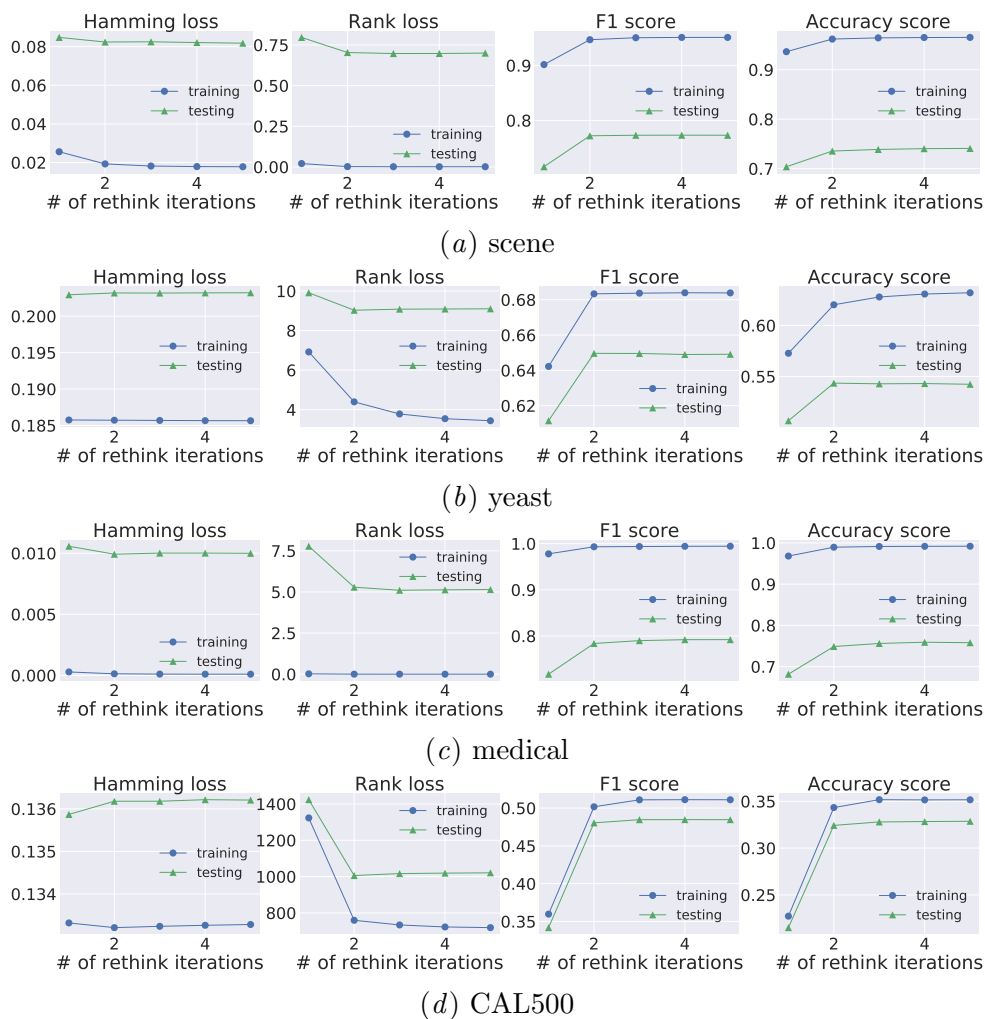 Hamming loss Rank loss F1 score Accuracy score
0.08 0.06 0.04 0.02 training testing 2 4
0.75 0.50 0.25 0.00 training testing 2 4
0.9 0.8 training testing 2 4
0.9 0.8 0.7 training testing 2 4
# of rethink iterations # of rethink iterations # of rethink iterations # of rethink iterations
(a) scene
Hamming loss Rank loss F1 score Accuracy score
0.200 0.195 0.190 0.185 training testing 2 4
10 8 6 4 training testing 2 4
0.68 0.66 0.64 0.62 training testing 2 4
0.60 0.55 training testing 2 4
# of rethink iterations # of rethink iterations # of rethink iterations # of rethink iterations
(b) yeast
Hamming loss Rank loss F1 score Accuracy score
0.010 0.005 0.000 training testing 2 4
7.5 5.0 2.5 0.0 training testing 2 4
1.0 0.9 0.8 training testing 2 4
1.0 0.9 0.8 0.7 training testing 2 4
# of rethink iterations # of rethink iterations # of rethink iterations # of rethink iterations
(c) medical
Hamming loss Rank loss F1 score Accuracy score
0.136 0.135 0.134 training testing 2 4
1400 1200 1000 800 training testing 2 4
0.50 0.45 0.40 0.35 training testing 2 4
0.35 0.30 0.25 training testing 2 4
# of rethink iterations # of rethink iterations # of rethink iterations # of rethink iterations
(d) CAL500